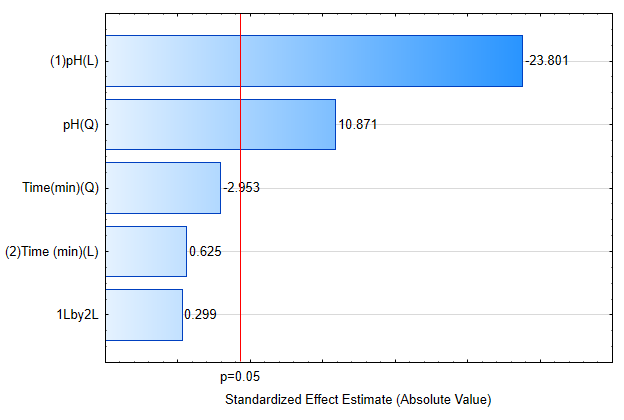 (1)pH(L)
-23.801
pH(Q)
10.871
Time(min)(Q)
-2.953
(2)Time (min)(L)
0.625
1Lby2L
0.299
p=0.05
Standardized Effect Estimate (Absolute Value)